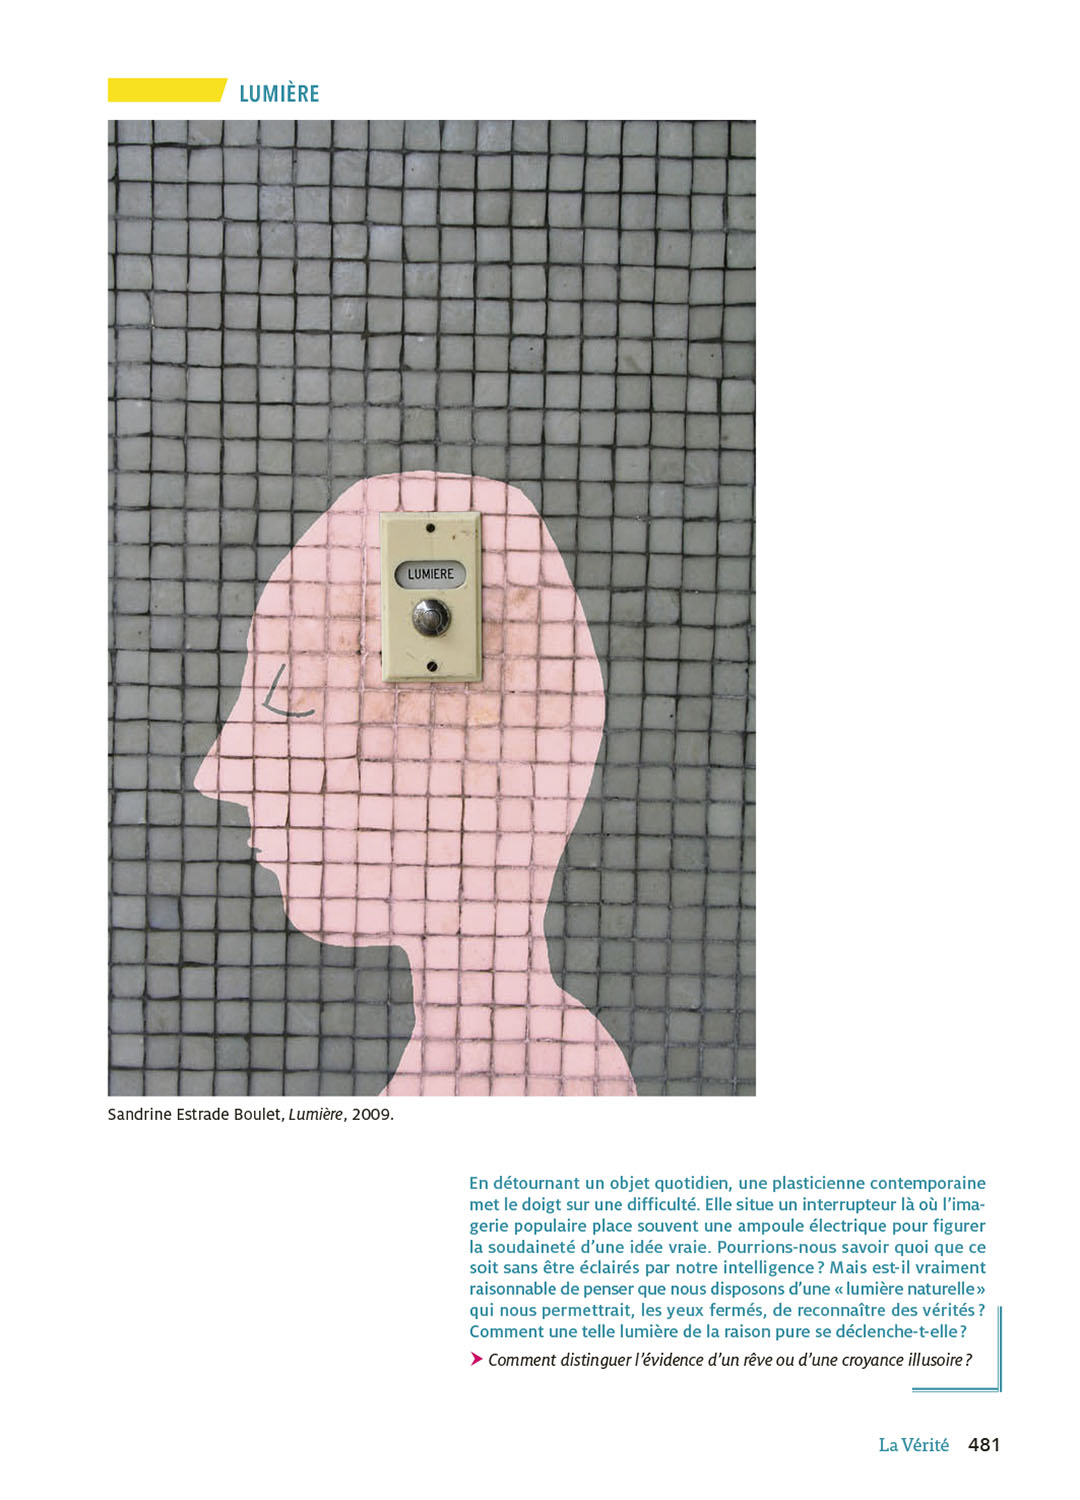 LUMIÈRE
LUMIERE
Sandrine Estrade Boulet, Lumière, 2009.
En détournant un objet quotidien, une plasticienne contemporaine
met le doigt sur une difficulté. Elle situe un interrupteur là où l’ima-
gerie populaire place souvent une ampoule électrique pour figurer
la soudaineté d’une idée vraie. Pourrions-nous savoir quoi que ce
soit sans être éclairés par notre intelligence ? Mais est-il vraiment
raisonnable de penser que nous disposons d’une « lumière naturelle »
qui nous permettrait, les yeux fermés, de reconnaître des vérités ?
Comment une telle lumière de la raison pure se déclenche-t-elle ?
➤ Comment distinguer l’évidence d’un rêve ou d’une croyance illusoire ?
La Vérité 481